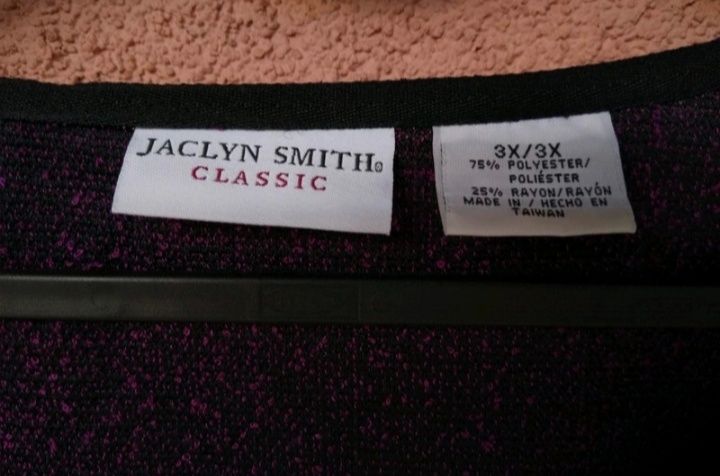 JACLYN SMITH®
CLASSIC
3X/3X
75% POLYESTER/
POLIÉSTER
25% RAYON/RAYÓN
MADE IN / HECHO EN
TAIWAN